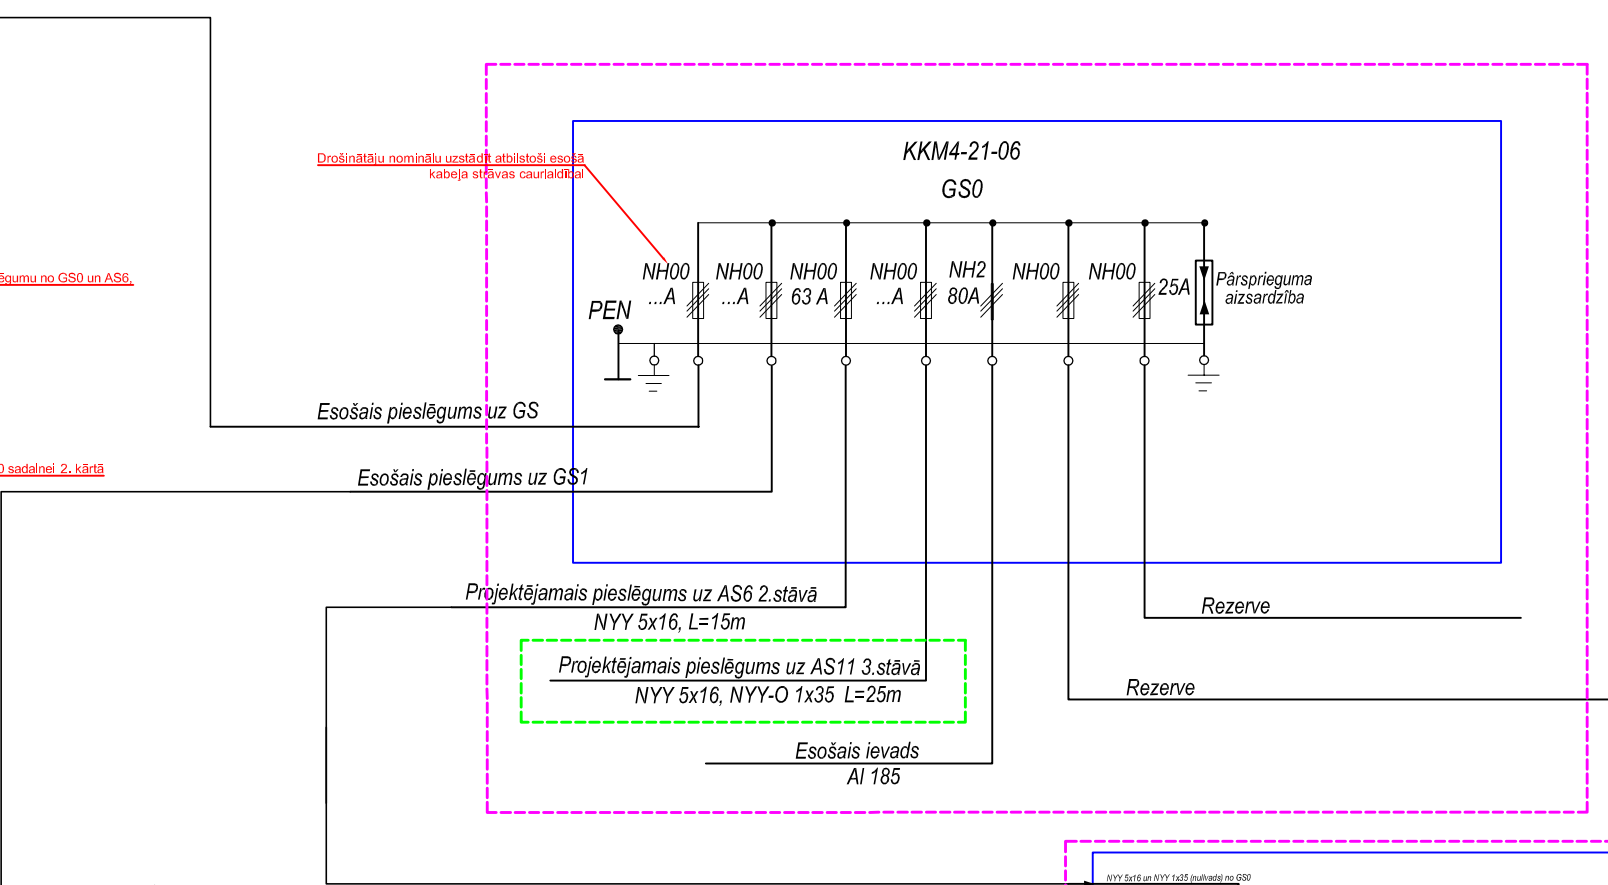 KKM4-21-06
GS0
Drošinātāju nominālu uzstādīt atbilstoši esošā
kabeļa strāvas caurlaidībai
ēgumu no GS0 un AS6,
NH00
...A
NH00
...A
NH00
63 A
NH00
...A
NH2
80A
NH00
NH00
25A
Pārsprieguma
aizsardzība
PEN
Esošais pieslēgums uz GS
0 sadalnei 2. kārtā
Esošais pieslēgums uz GS1
Projektējamais pieslēgums uz AS6 2.stāvā
NYY 5x16, L=15m
Rezerve
Projektējamais pieslēgums uz AS11 3.stāvā
NYY 5x16, NYY-O 1x35 L=25m
Rezerve
Esošais ievads
Al 185
NYY 5x16 un NYY 1x35 (nullvads) no GS0